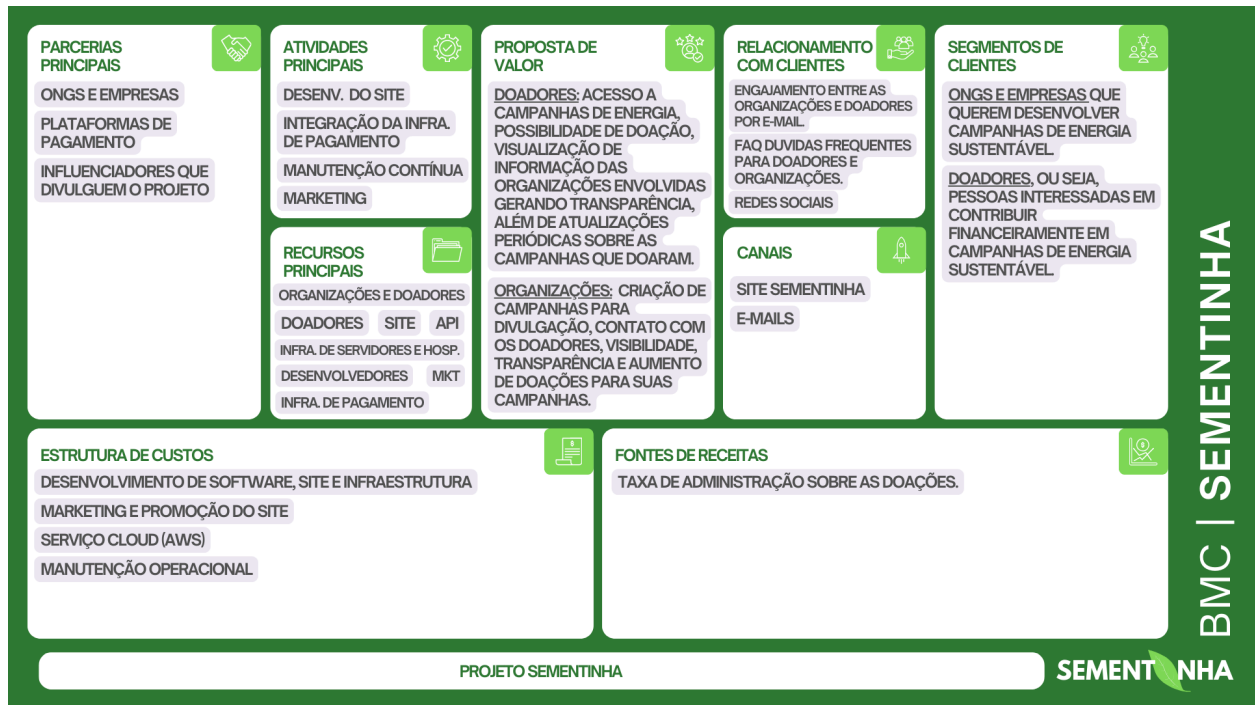 PARCERIAS
PRINCIPAIS
ONGS E EMPRESAS
PLATAFORMAS DE
PAGAMENTO
INFLUENCIADORES QUE
DIVULGUEM O PROJETO
ATIVIDADES
PRINCIPAIS
DESENV. DO SITE
INTEGRAÇÃO DA INFRA.
DE PAGAMENTO
MANUTENÇÃO CONTÍNUA
MARKETING
RECURSOS
PRINCIPAIS
ORGANIZAÇÕES E DOADORES
DOADORES SITE API
INFRA. DE SERVIDORES E HOSP.
DESENVOLVEDORES MKT
INFRA. DE PAGAMENTO
PROPOSTA DE
VALOR
DOADORES: ACESSO A
CAMPANHAS DE ENERGIA,
POSSIBILIDADE DE DOAÇÃO,
VISUALIZAÇÃO DE
INFORMAÇÃO DAS
ORGANIZAÇÕES ENVOLVIDAS
GERANDO TRANSPARÊNCIA,
ALÉM DE ATUALIZAÇÕES
PERIÓDICAS SOBRE AS
CAMPANHAS QUE DOARAM.
ORGANIZAÇÕES: CRIAÇÃO DE
CAMPANHAS PARA
DIVULGAÇÃO, CONTATO COM
OS DOADORES, VISIBILIDADE,
TRANSPARÊNCIA E AUMENTO
DE DOAÇÕES PARA SUAS
CAMPANHAS.
RELACIONAMENTO
COM CLIENTES
ENGAJAMENTO ENTRE AS
ORGANIZAÇÕES E DOADORES
POR E-MAIL.
FAQ DUVIDAS FREQUENTES
PARA DOADORES E
ORGANIZAÇÕES.
REDES SOCIAIS
CANAIS
SITE SEMENTINHA
E-MAILS
SEGMENTOS DE
CLIENTES
ONGS E EMPRESAS QUE
QUEREM DESENVOLVER
CAMPANHAS DE ENERGIA
SUSTENTÁVEL.
DOADORES, OU SEJA,
PESSOAS INTERESSADAS EM
CONTRIBUIR
FINANCEIRAMENTE EM
CAMPANHAS DE ENERGIA
SUSTENTÁVEL.
ESTRUTURA DE CUSTOS
DESENVOLVIMENTO DE SOFTWARE, SITE E INFRAESTRUTURA
MARKETING E PROMOÇÃO DO SITE
SERVIÇO CLOUD (AWS)
MANUTENÇÃO OPERACIONAL
FONTES DE RECEITAS
TAXA DE ADMINISTRAÇÃO SOBRE AS DOAÇÕES.
BMC | SEMENTINHA
PROJETO SEMENTINHA
SEMENTINHA